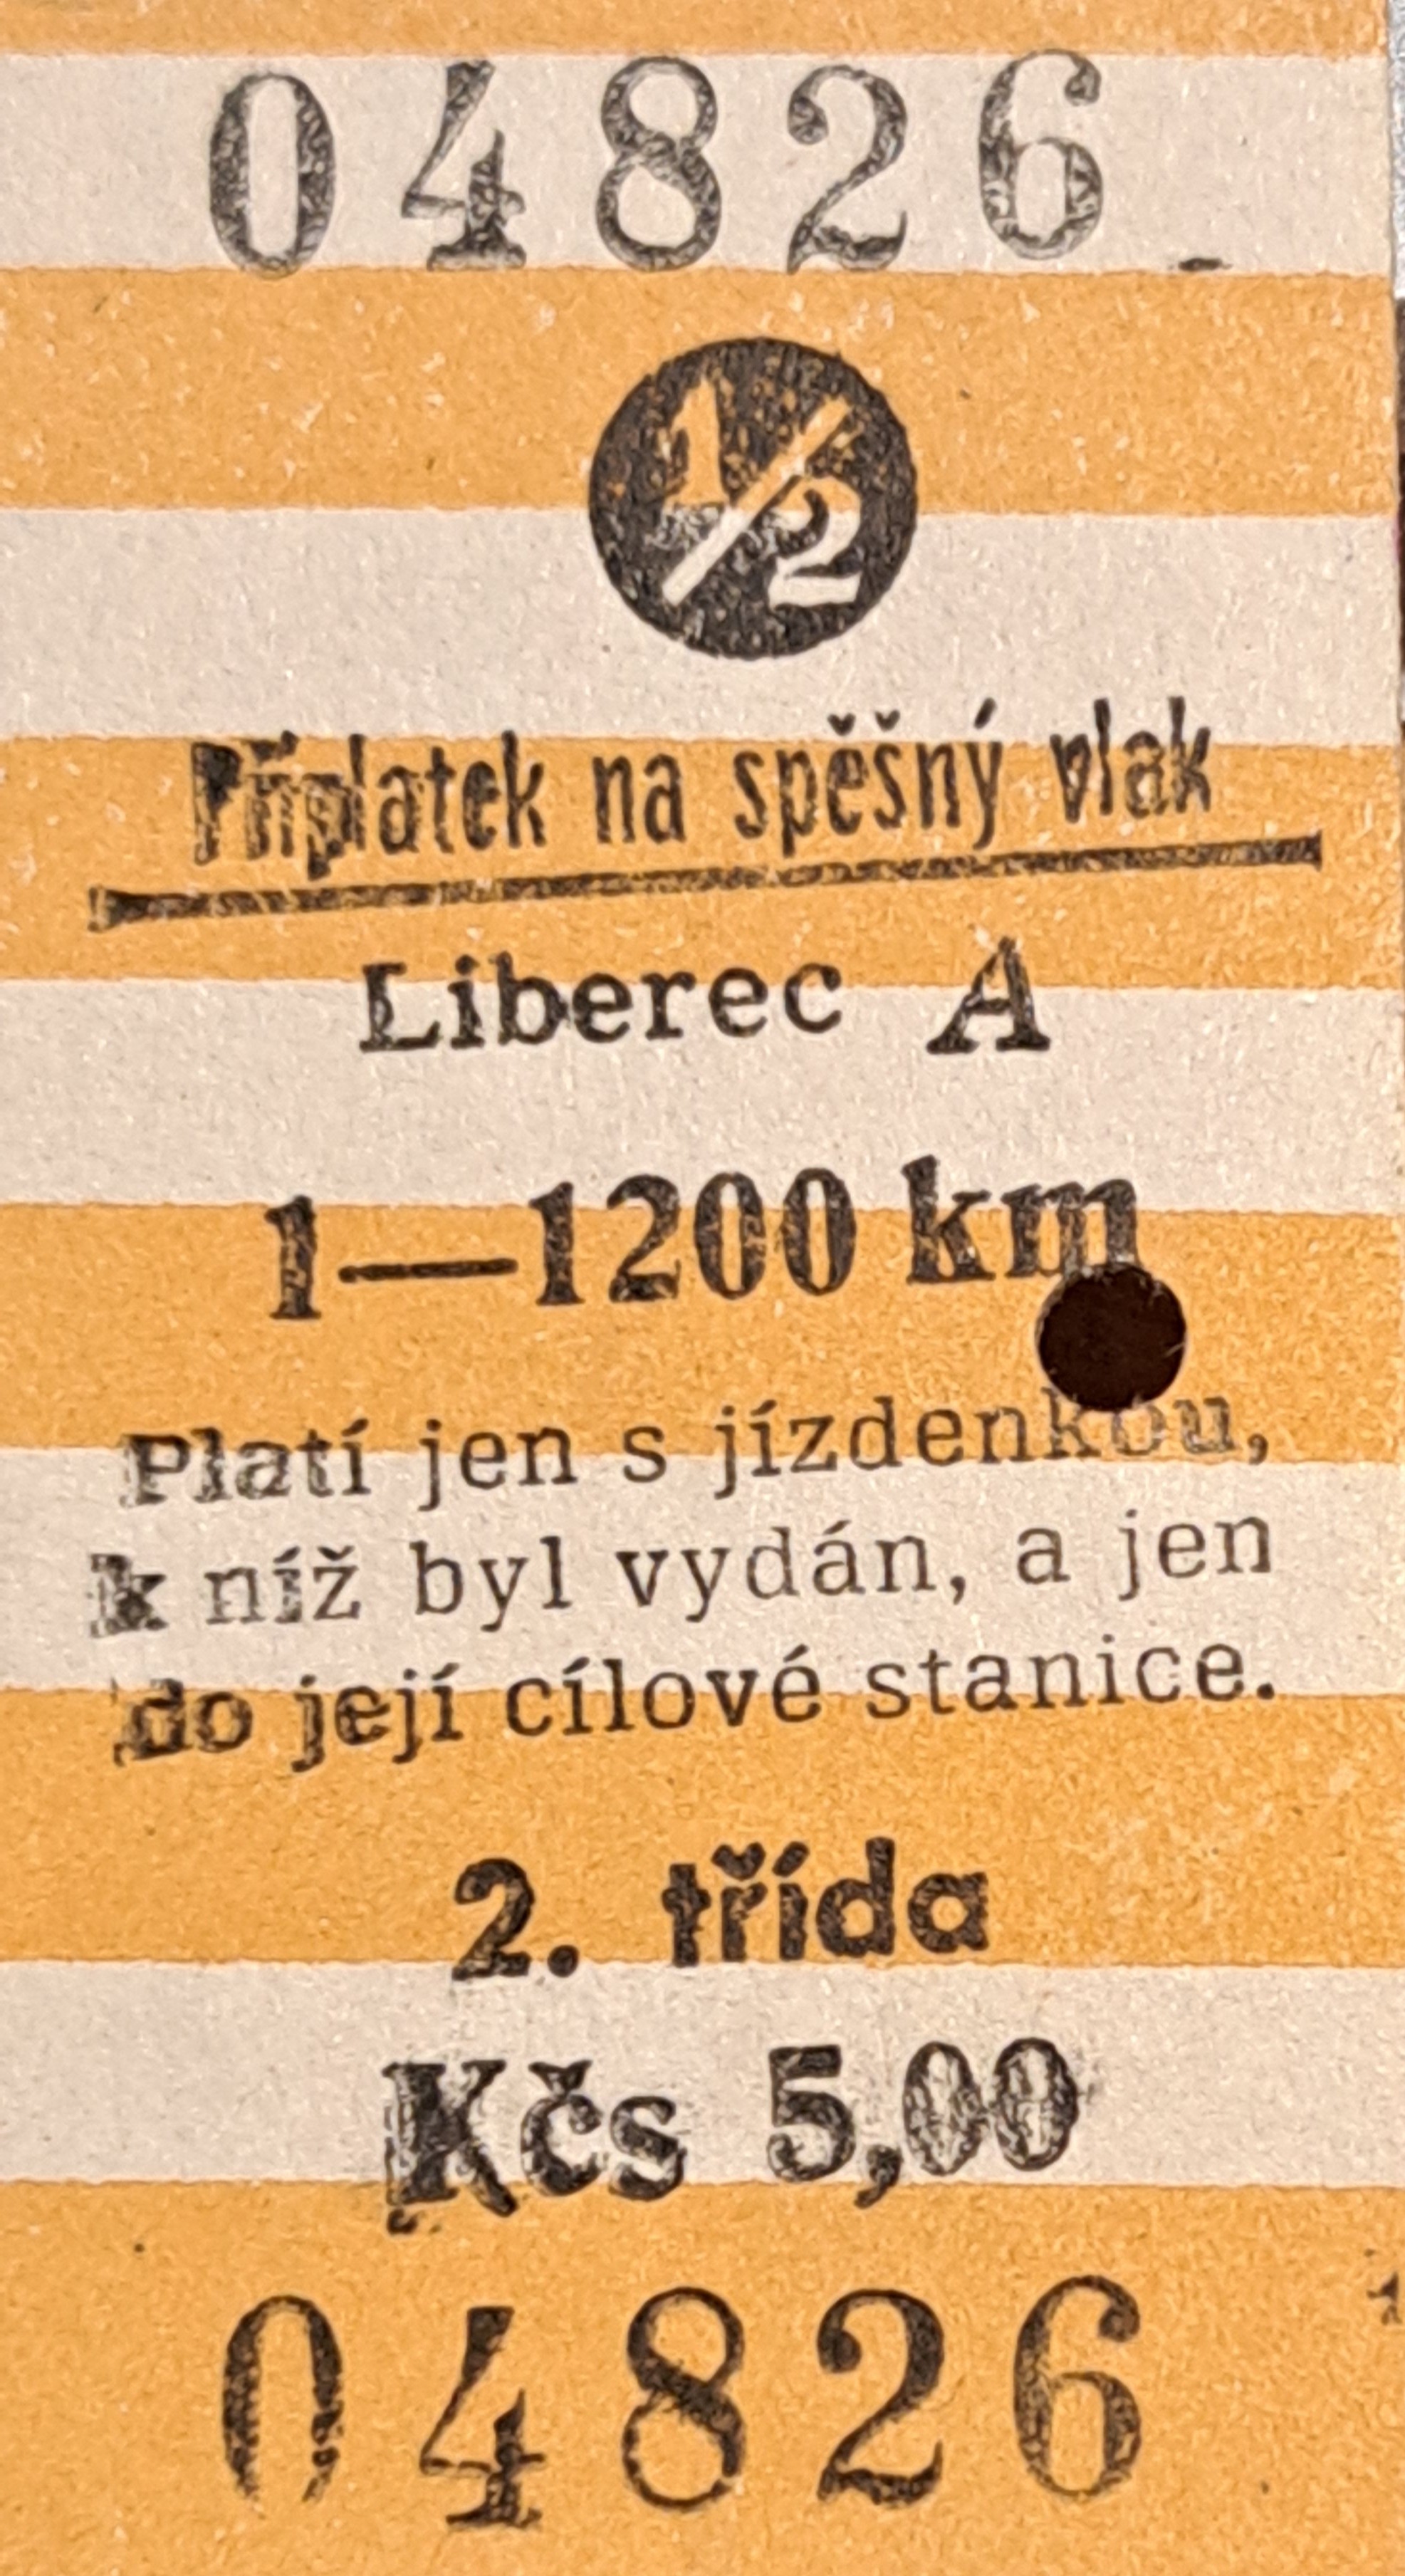 04826
1/2
Příplatek na spěšný vlak
Liberec A
1—1200 km
Platí jen s jízdenkou,
k níž byl vydán, a jen
do její cílové stanice.
2. třída
Kčs 5,00
04826